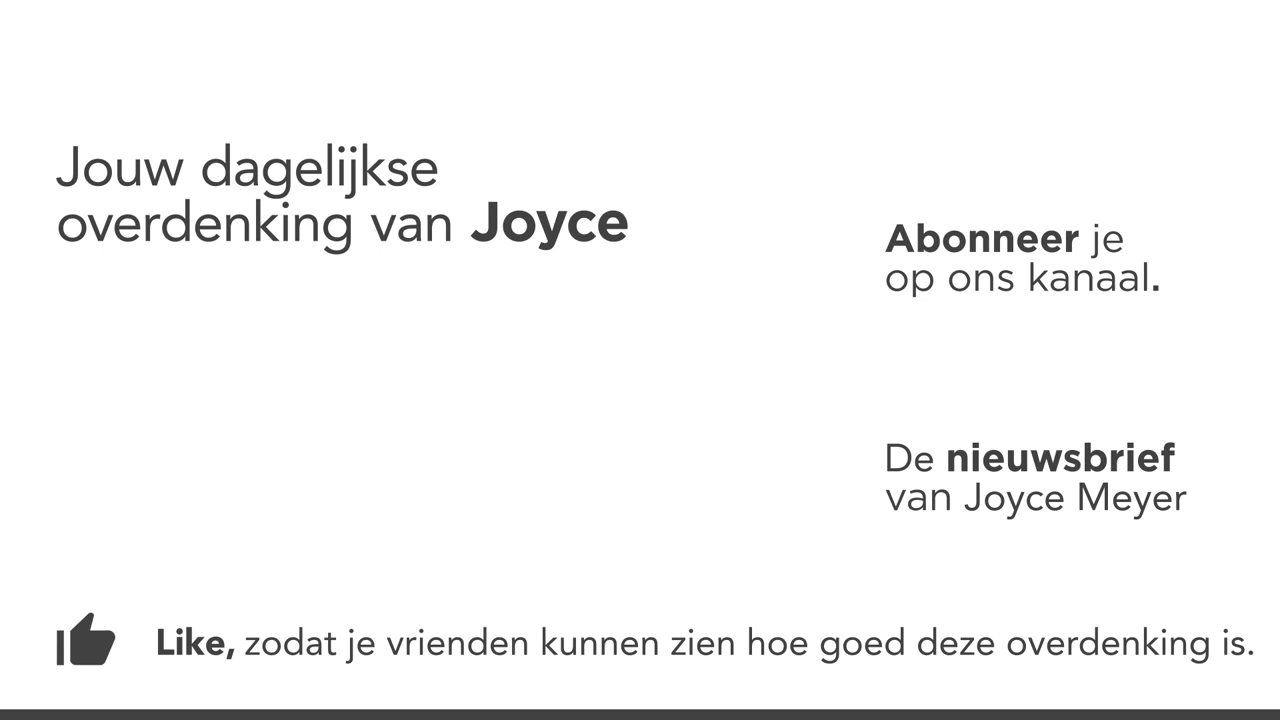 Jouw dagelijkse
overdenking van Joyce
Abonneer je
op ons kanaal.
De nieuwsbrief
van Joyce Meyer
Like, zodat je vrienden kunnen zien hoe goed deze overdenking is.